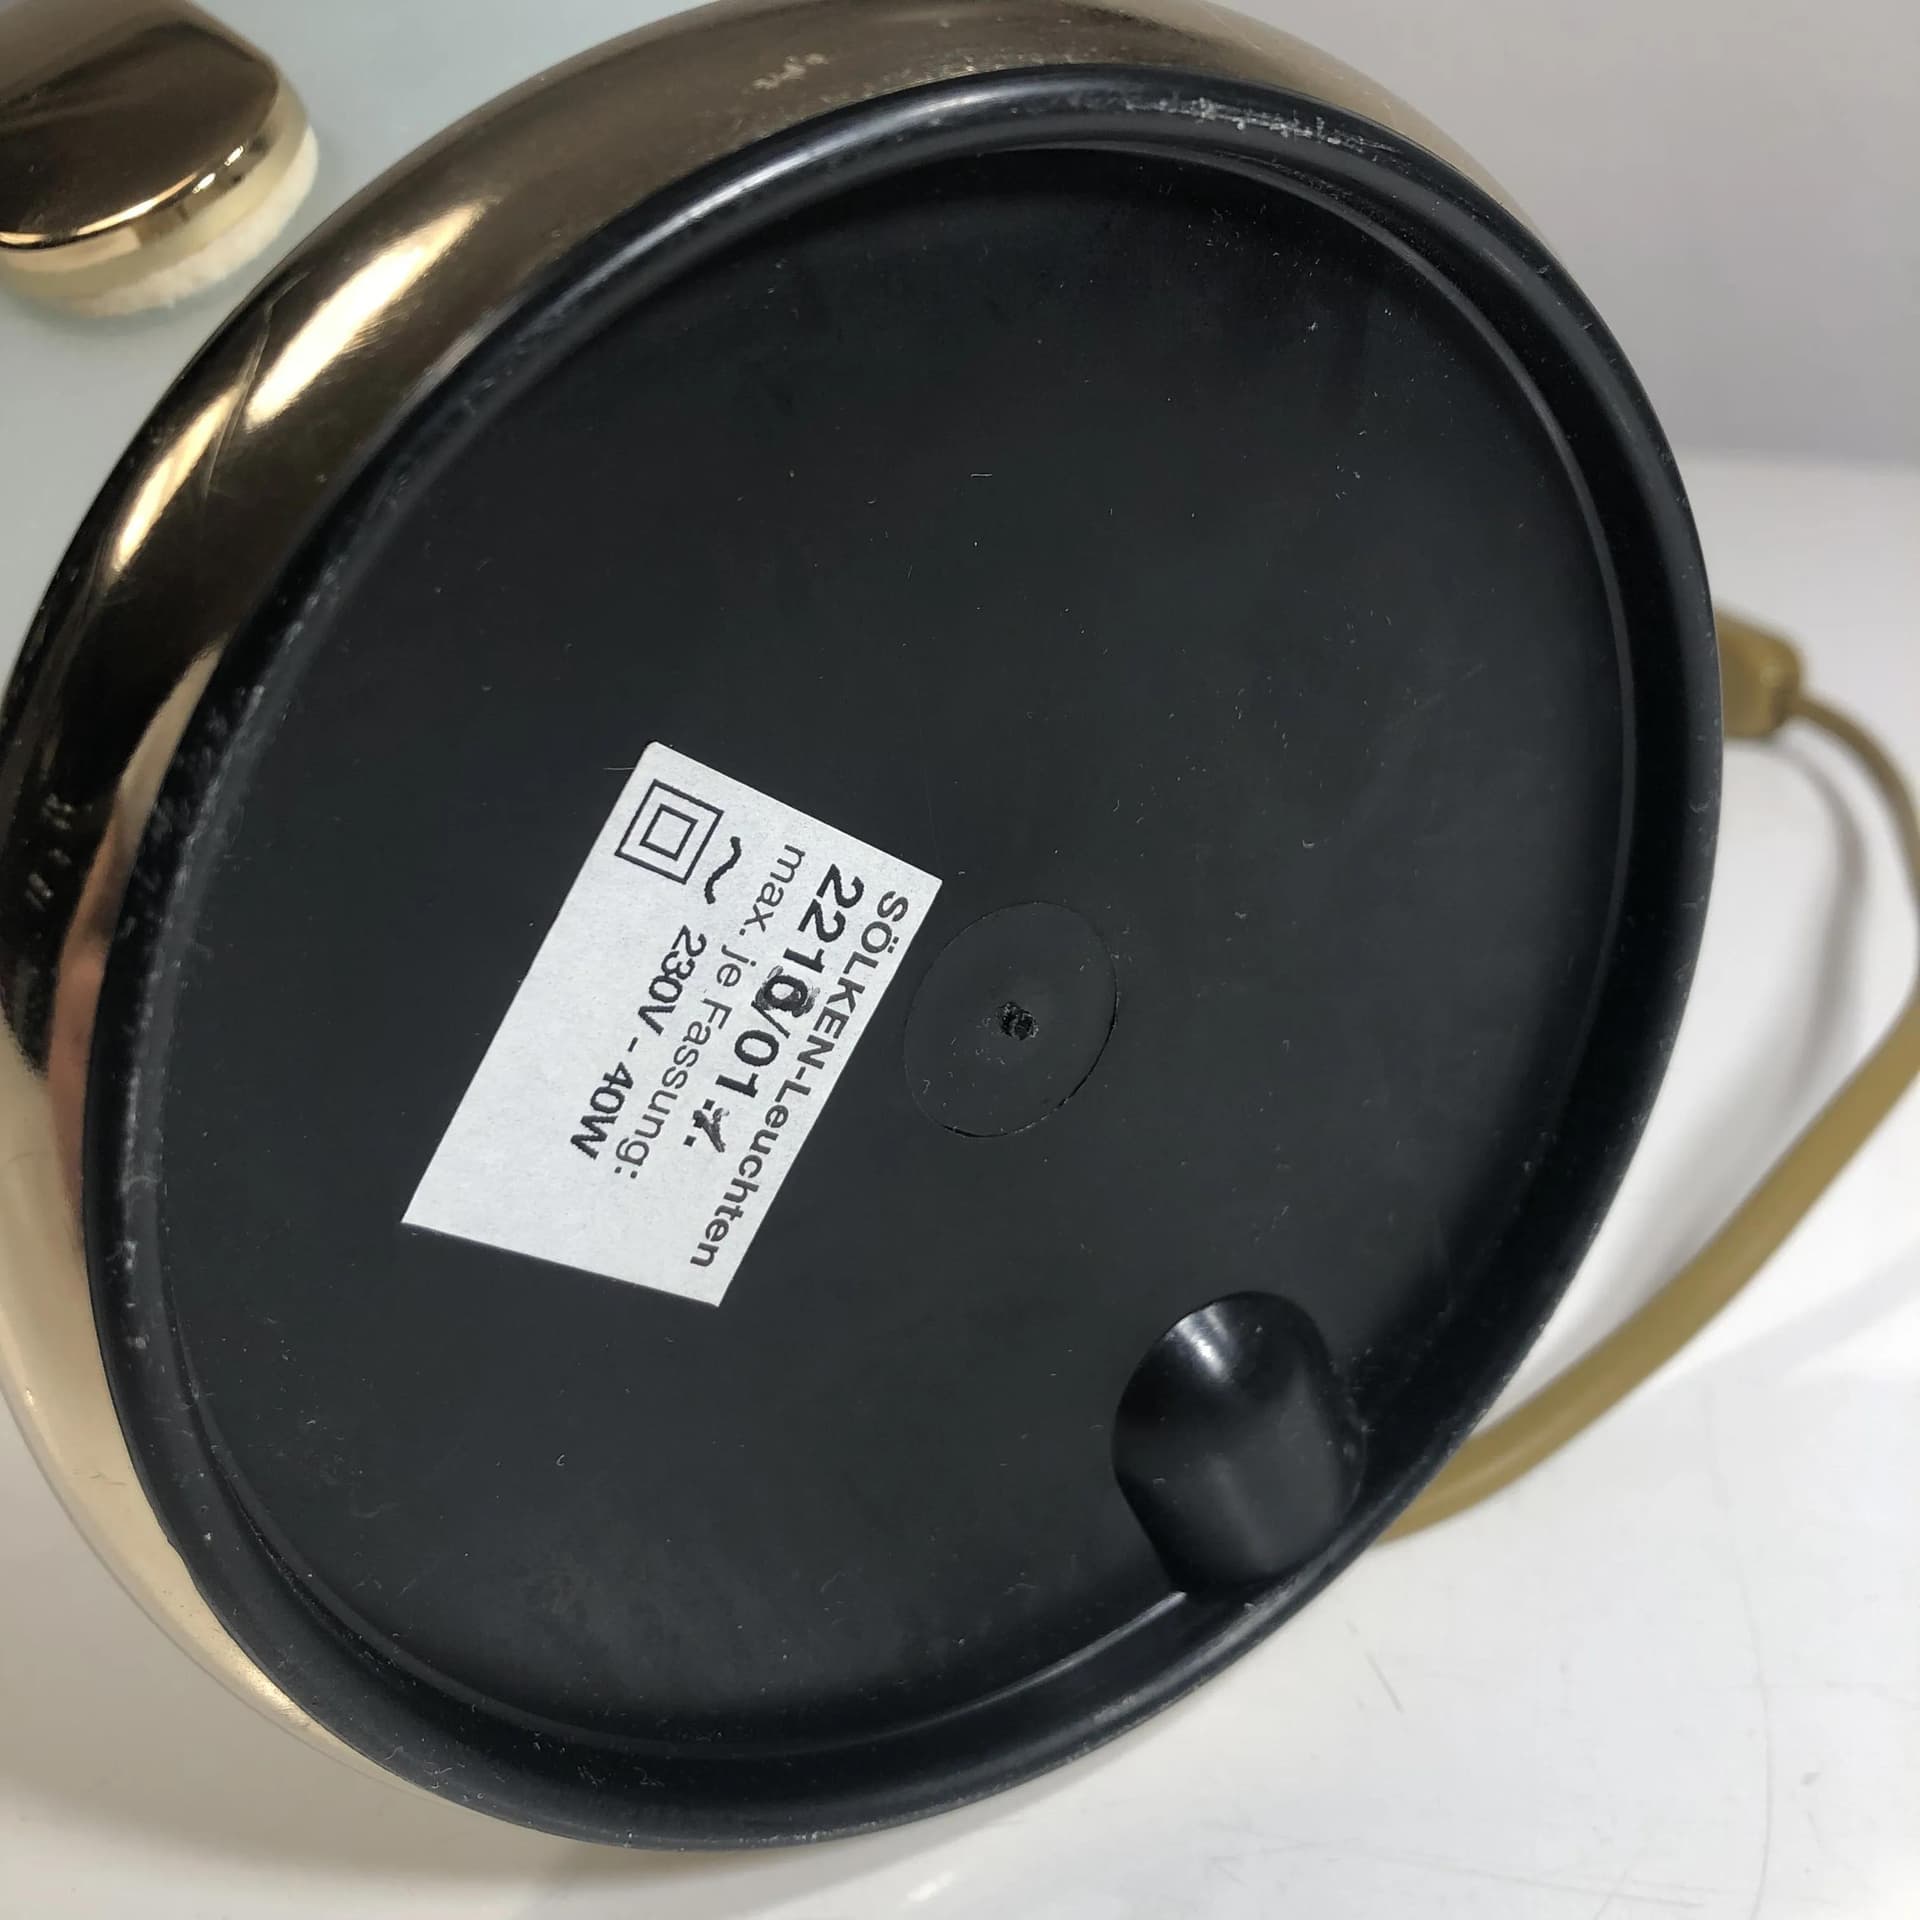 SÖLKEN-Leuchten
2210/01.
max. je Fassung:
~ 230V - 40W